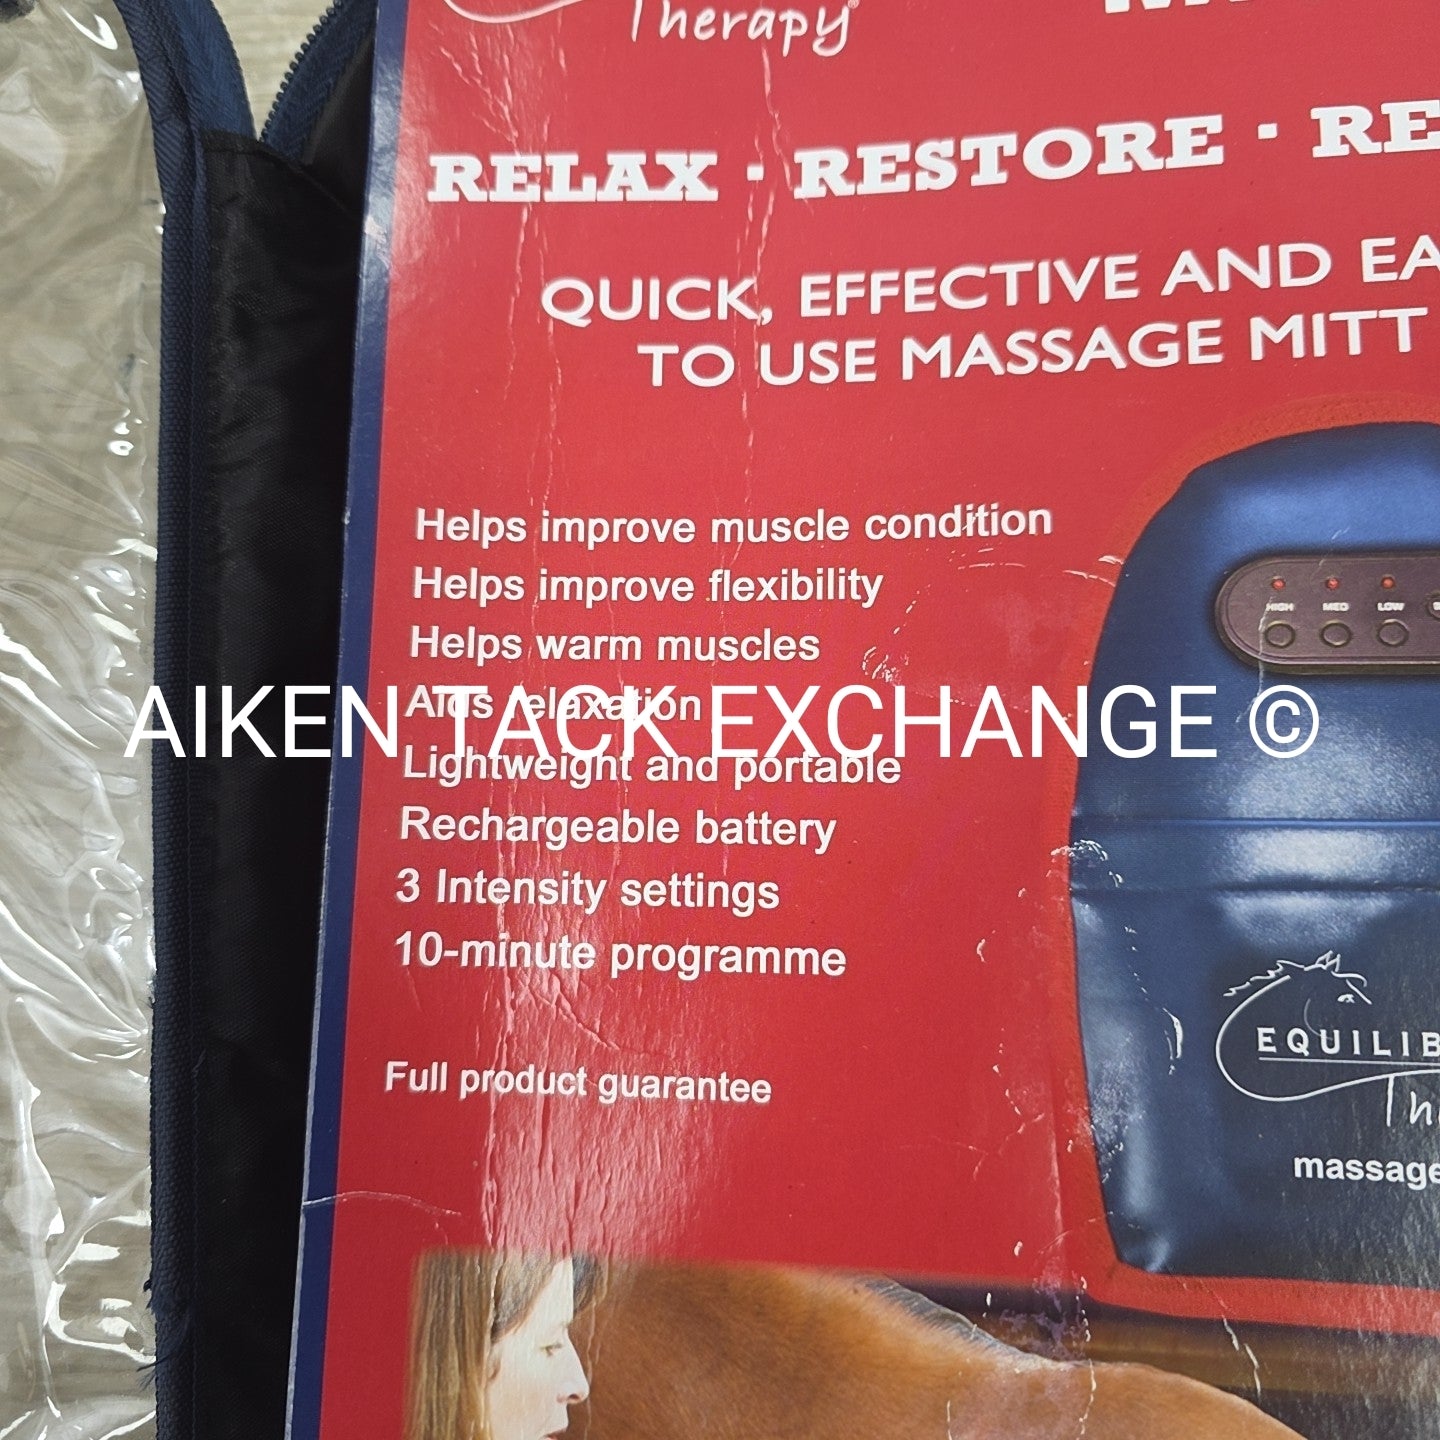 Therapy
RELAX · RESTORE · RE
QUICK, EFFECTIVE AND EA
TO USE MASSAGE MITT
Helps improve muscle condition
Helps improve flexibility
Helps warm muscles
Aids relaxation
AIKEN TACK EXCHANGE ©
Lightweight and portable
Rechargeable battery
3 Intensity settings
10-minute programme
Full product guarantee
HIGH MED LOW
EQUILIB
massage